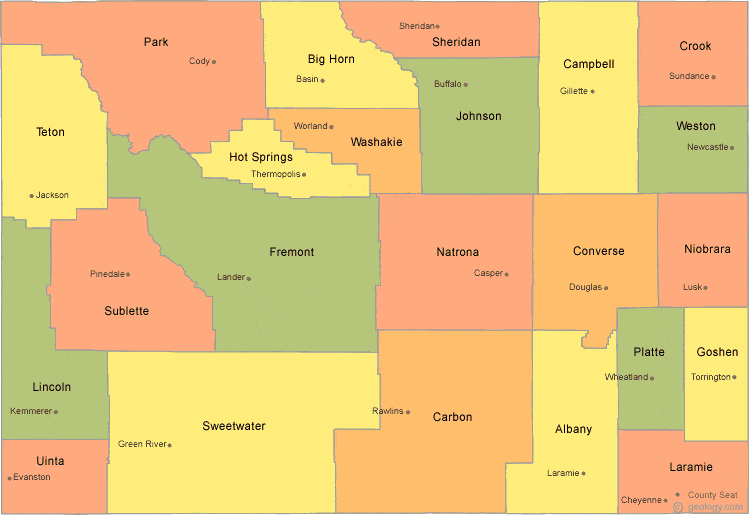 Sheridan
Park
Sheridan
Crook
Cody
Big Horn
Campbell
Basin
Sundance
Buffalo
Gillette
Johnson
Weston
Worland
Teton
Washakie
Newcastle
Hot Springs
Thermopolis
Jackson
Fremont
Natrona
Converse
Niobrara
Pinedale
Lander
Casper
Douglas
Lusk
Sublette
Platte
Goshen
Wheatland
Torrington
Lincoln
Kemmerer
Rawlins
Carbon
Sweetwater
Albany
Green River
Uinta
Laramie
Evanston
Laramie
County Seat
Cheyenne
© geology.com